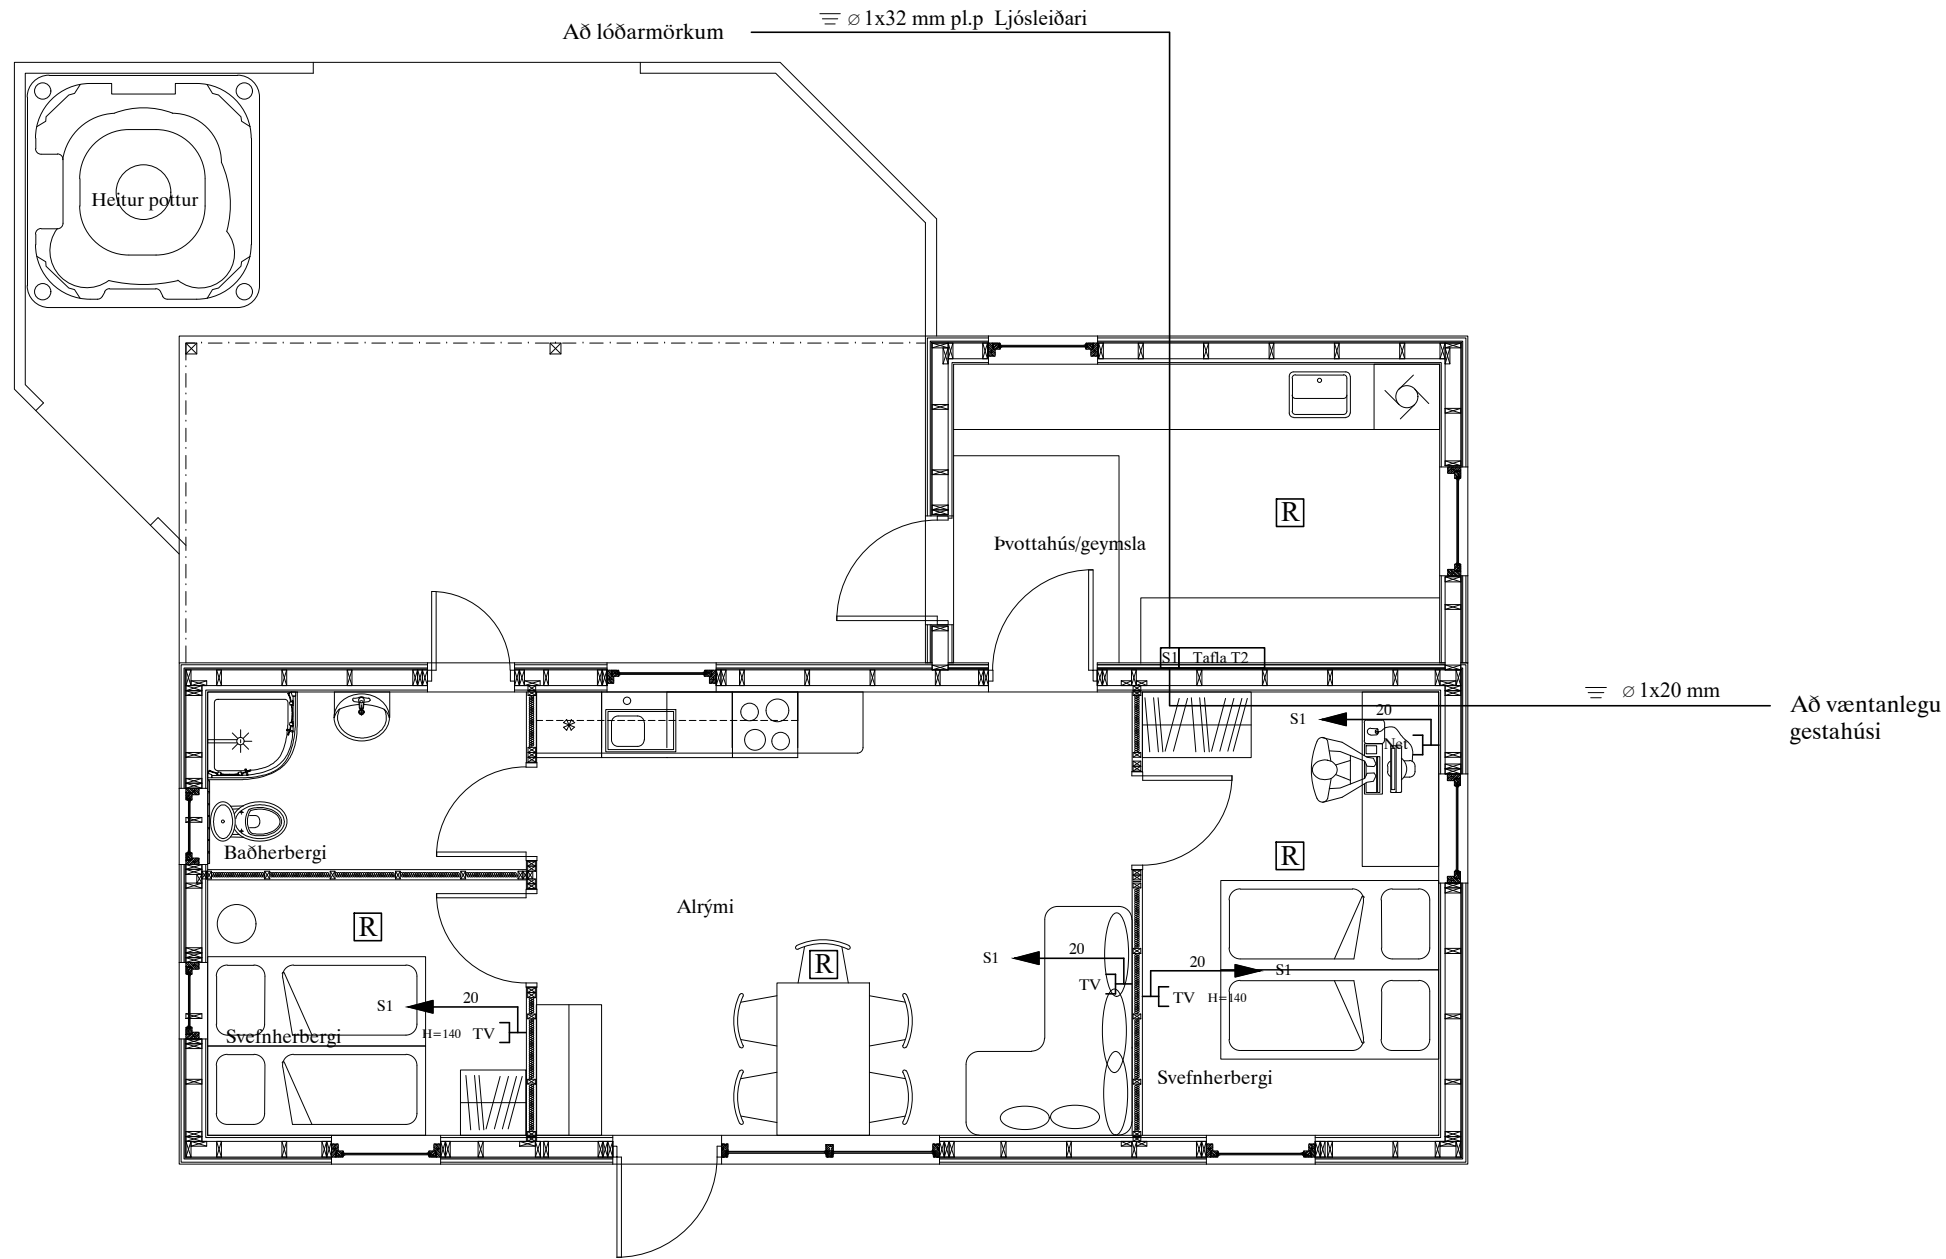 ⌀ 1x32 mm pl.p Ljósleiðari
Að lóðarmörkum
Heitur pottur
R
Þvottahús/geymsla
S1 Tafla T2
⌀ 1x20 mm
Að væntanlegu
gestahúsi
S1
20
Net
Baðherbergi
R
Alrými
R
R
S1
20
TV
20
S1
TV H=140
S1
20
H=140 TV
Svefnherbergi
Svefnherbergi